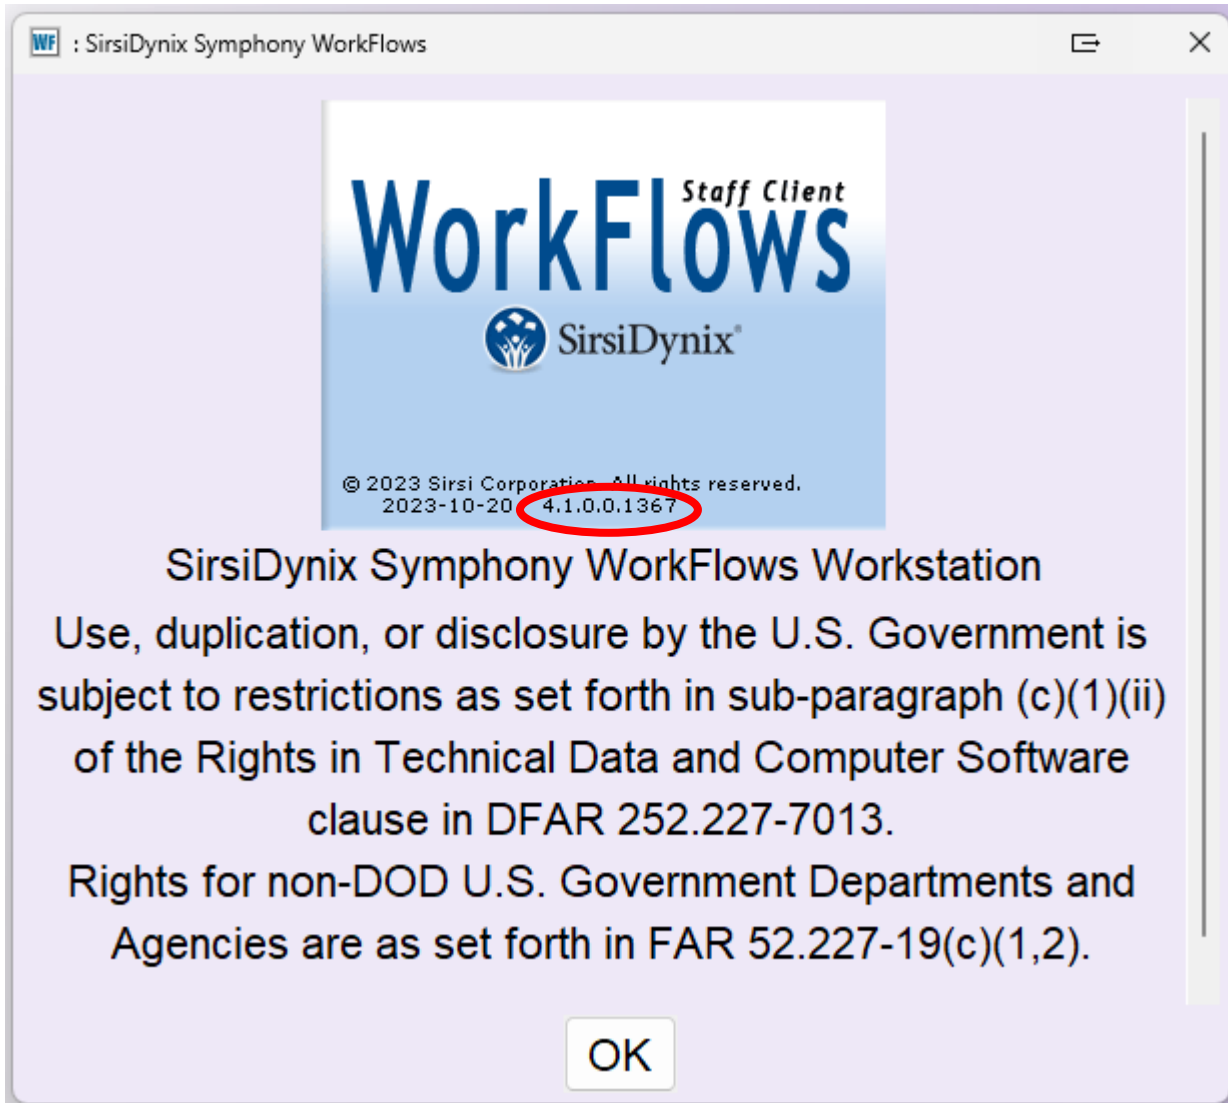 WF : SirsiDynix Symphony WorkFlows
Staff Client
WorkFlows
SirsiDynix®
© 2023 Sirsi Corporation. All rights reserved.
2023-10-20 4.1.0.0.1367
SirsiDynix Symphony WorkFlows Workstation
Use, duplication, or disclosure by the U.S. Government is
subject to restrictions as set forth in sub-paragraph (c)(1)(ii)
of the Rights in Technical Data and Computer Software
clause in DFAR 252.227-7013.
Rights for non-DOD U.S. Government Departments and
Agencies are as set forth in FAR 52.227-19(c)(1,2).
OK